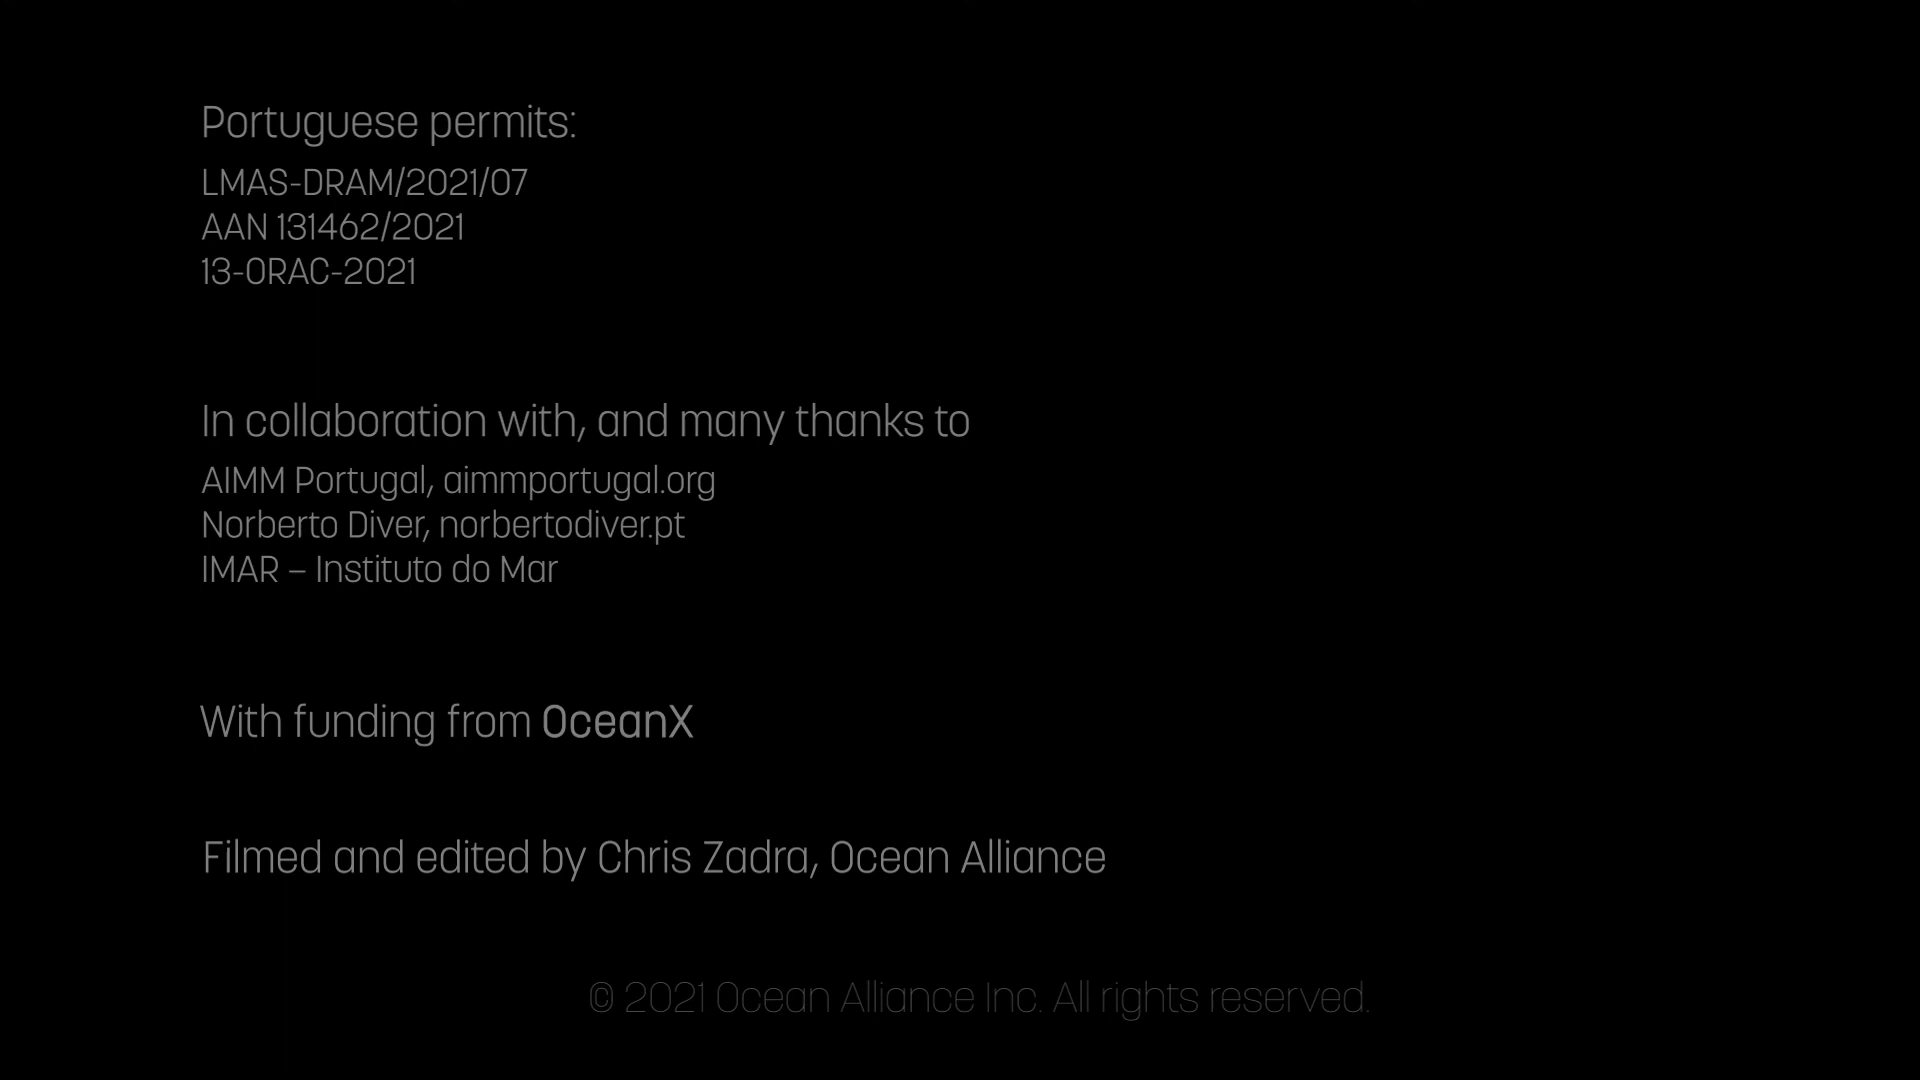 Portuguese permits:
LMAS-DRAM/2021/07
AAN 131462/2021
13-ORAC-2021
In collaboration with, and many thanks to
AIMM Portugal, aimmportugal.org
Norberto Diver, norbertodiver.pt
IMAR – Instituto do Mar
With funding from OceanX
Filmed and edited by Chris Zadra, Ocean Alliance
© 2021 Ocean Alliance Inc. All rights reserved.